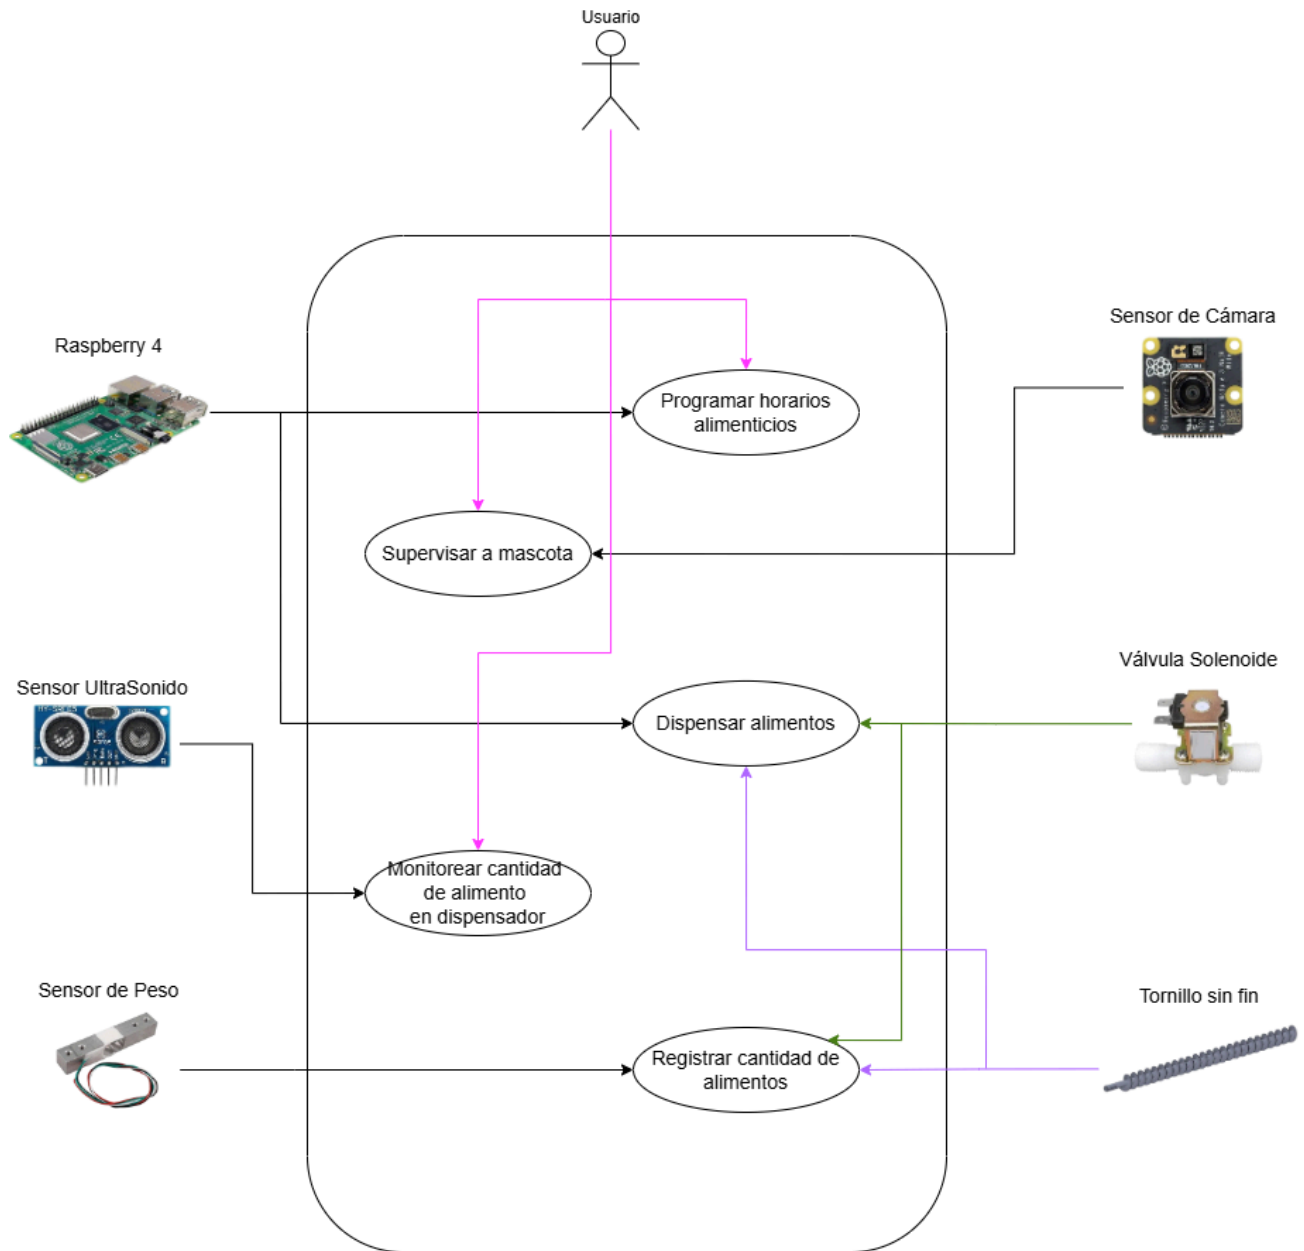 Usuario
Sensor de Cámara
Raspberry 4
Programar horarios
alimenticios
Supervisar a mascota
Válvula Solenoide
Sensor UltraSonido
Dispensar alimentos
Monitorear cantidad
de alimento
en dispensador
Sensor de Peso
Tornillo sin fin
Registrar cantidad de
alimentos